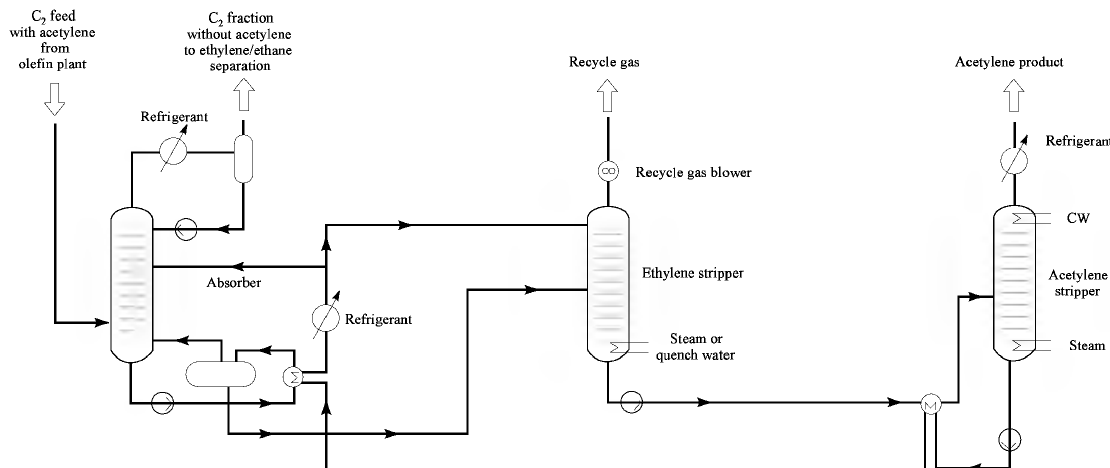 C₂ feed
with acetylene
from
olefin plant
C₂ fraction
without acetylene
to ethylene/ethane
separation
Refrigerant
Recycle gas
Acetylene product
Refrigerant
Recycle gas blower
CW
Absorber
Ethylene stripper
Acetylene
stripper
Refrigerant
Steam or
quench water
Steam